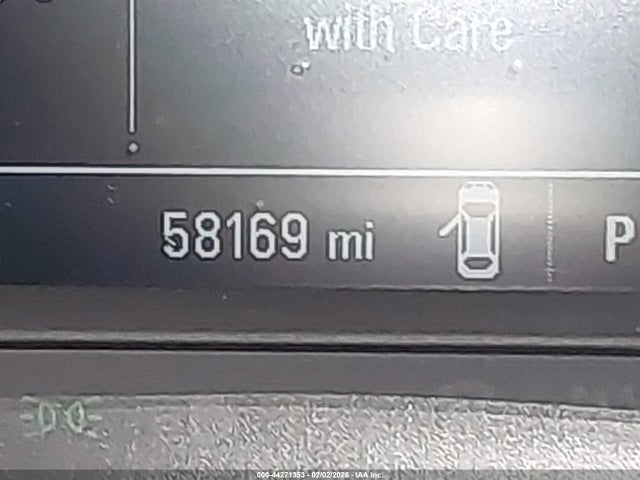 with Care
58169 mi
P
000-44271353 - 02/02/2026 - IAA Inc.